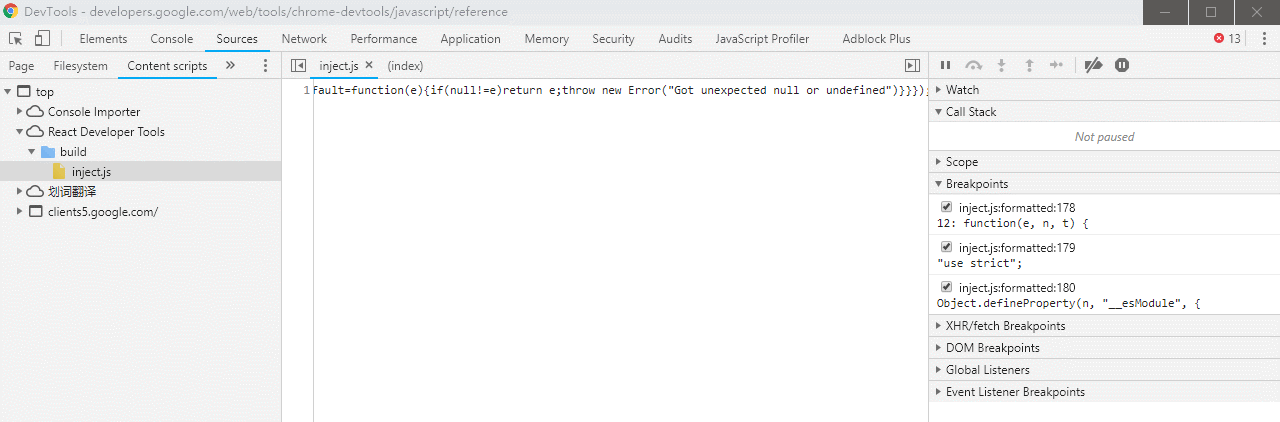 DevTools - developers.google.com/web/tools/chrome-devtools/javascript/reference
Elements Console Sources Network Performance Application Memory Security Audits JavaScript Profiler Adblock Plus 13
Page Filesystem Content scripts »
inject.js × (index)
top
Console Importer
React Developer Tools
build
inject.js
划词翻译
clients5.google.com/
1 fault=function(e){if(null!=e)return e;throw new Error("Got unexpected null or undefined")}}});
Watch
Call Stack
Not paused
Scope
Breakpoints
inject.js:formatted:178
12: function(e, n, t) {
inject.js:formatted:179
"use strict";
inject.js:formatted:180
Object.defineProperty(n, "__esModule", {
XHR/fetch Breakpoints
DOM Breakpoints
Global Listeners
Event Listener Breakpoints